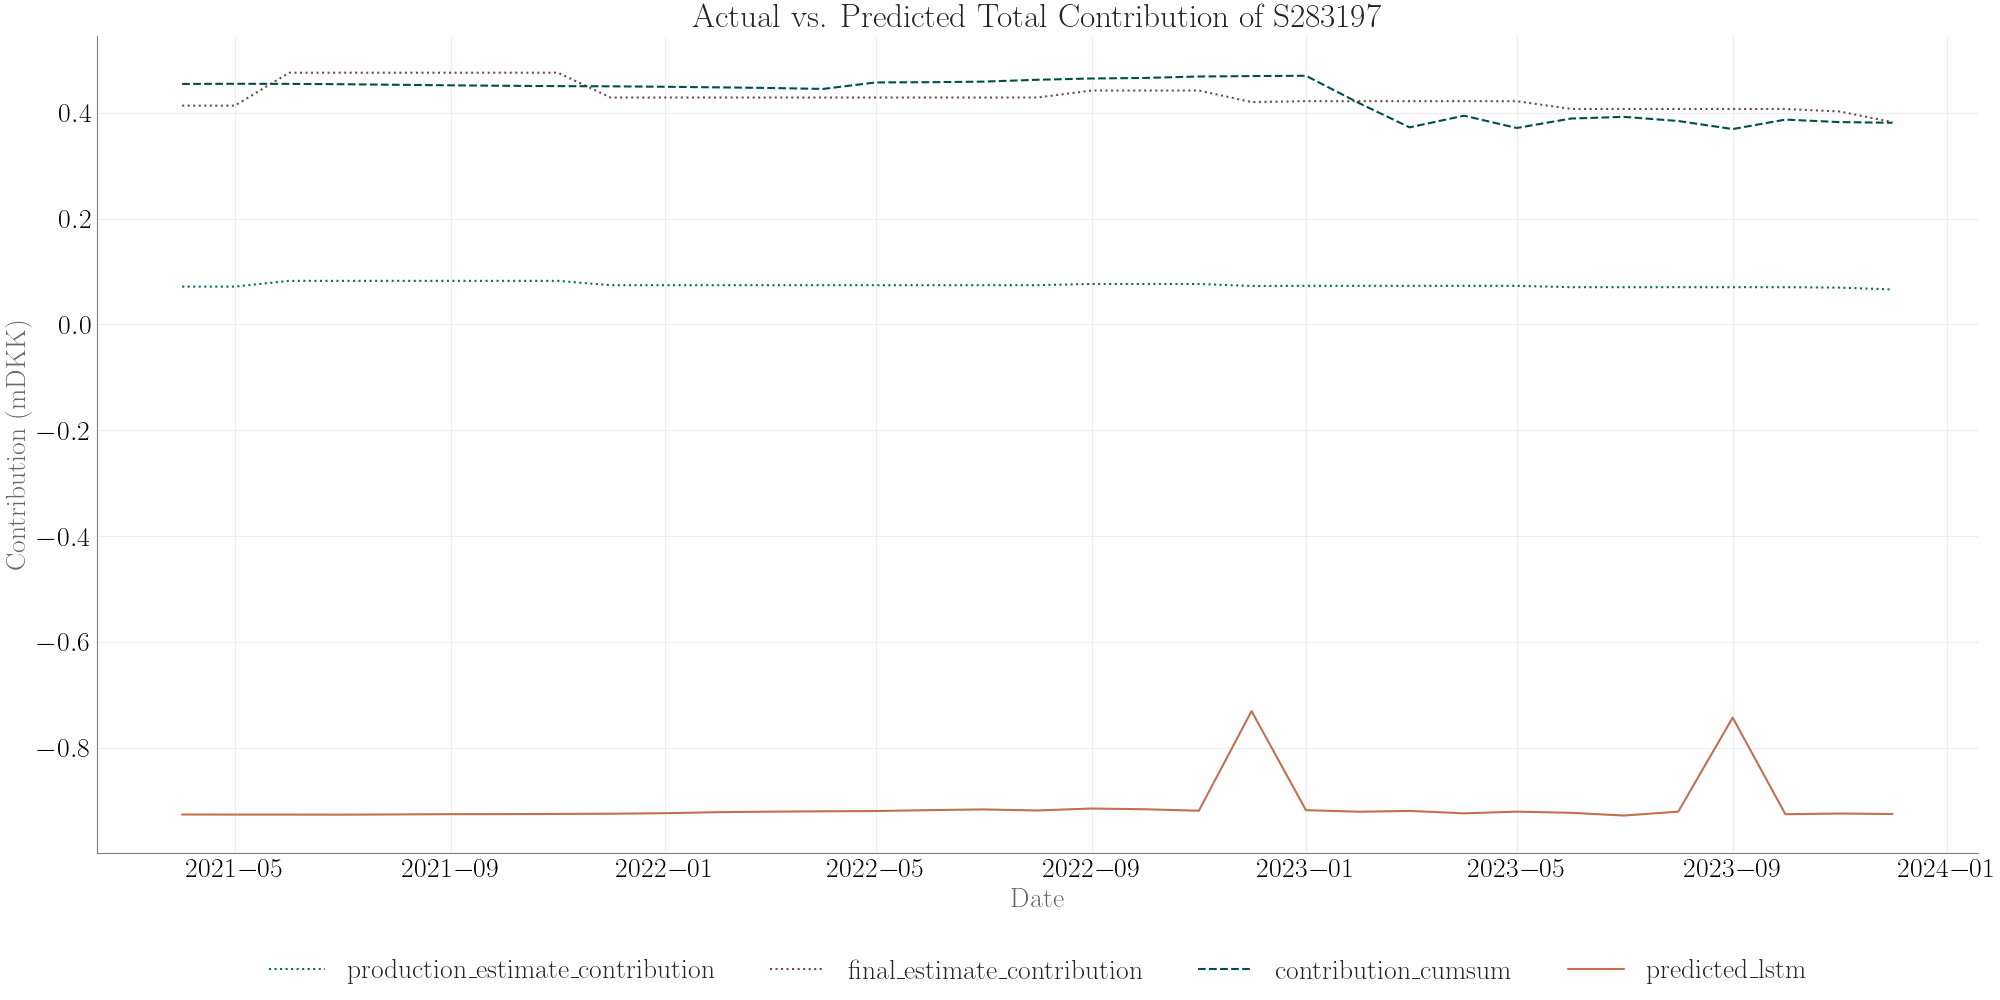 Actual vs. Predicted Total Contribution of S283197
Contribution (mDKK)
0.4
0.2
0.0
−0.2
−0.4
−0.6
−0.8
2021−05 2021−09 2022−01 2022−05 2022−09 2023−01 2023−05 2023−09 2024−01
Date
production_estimate_contribution final_estimate_contribution contribution_cumsum predicted_lstm